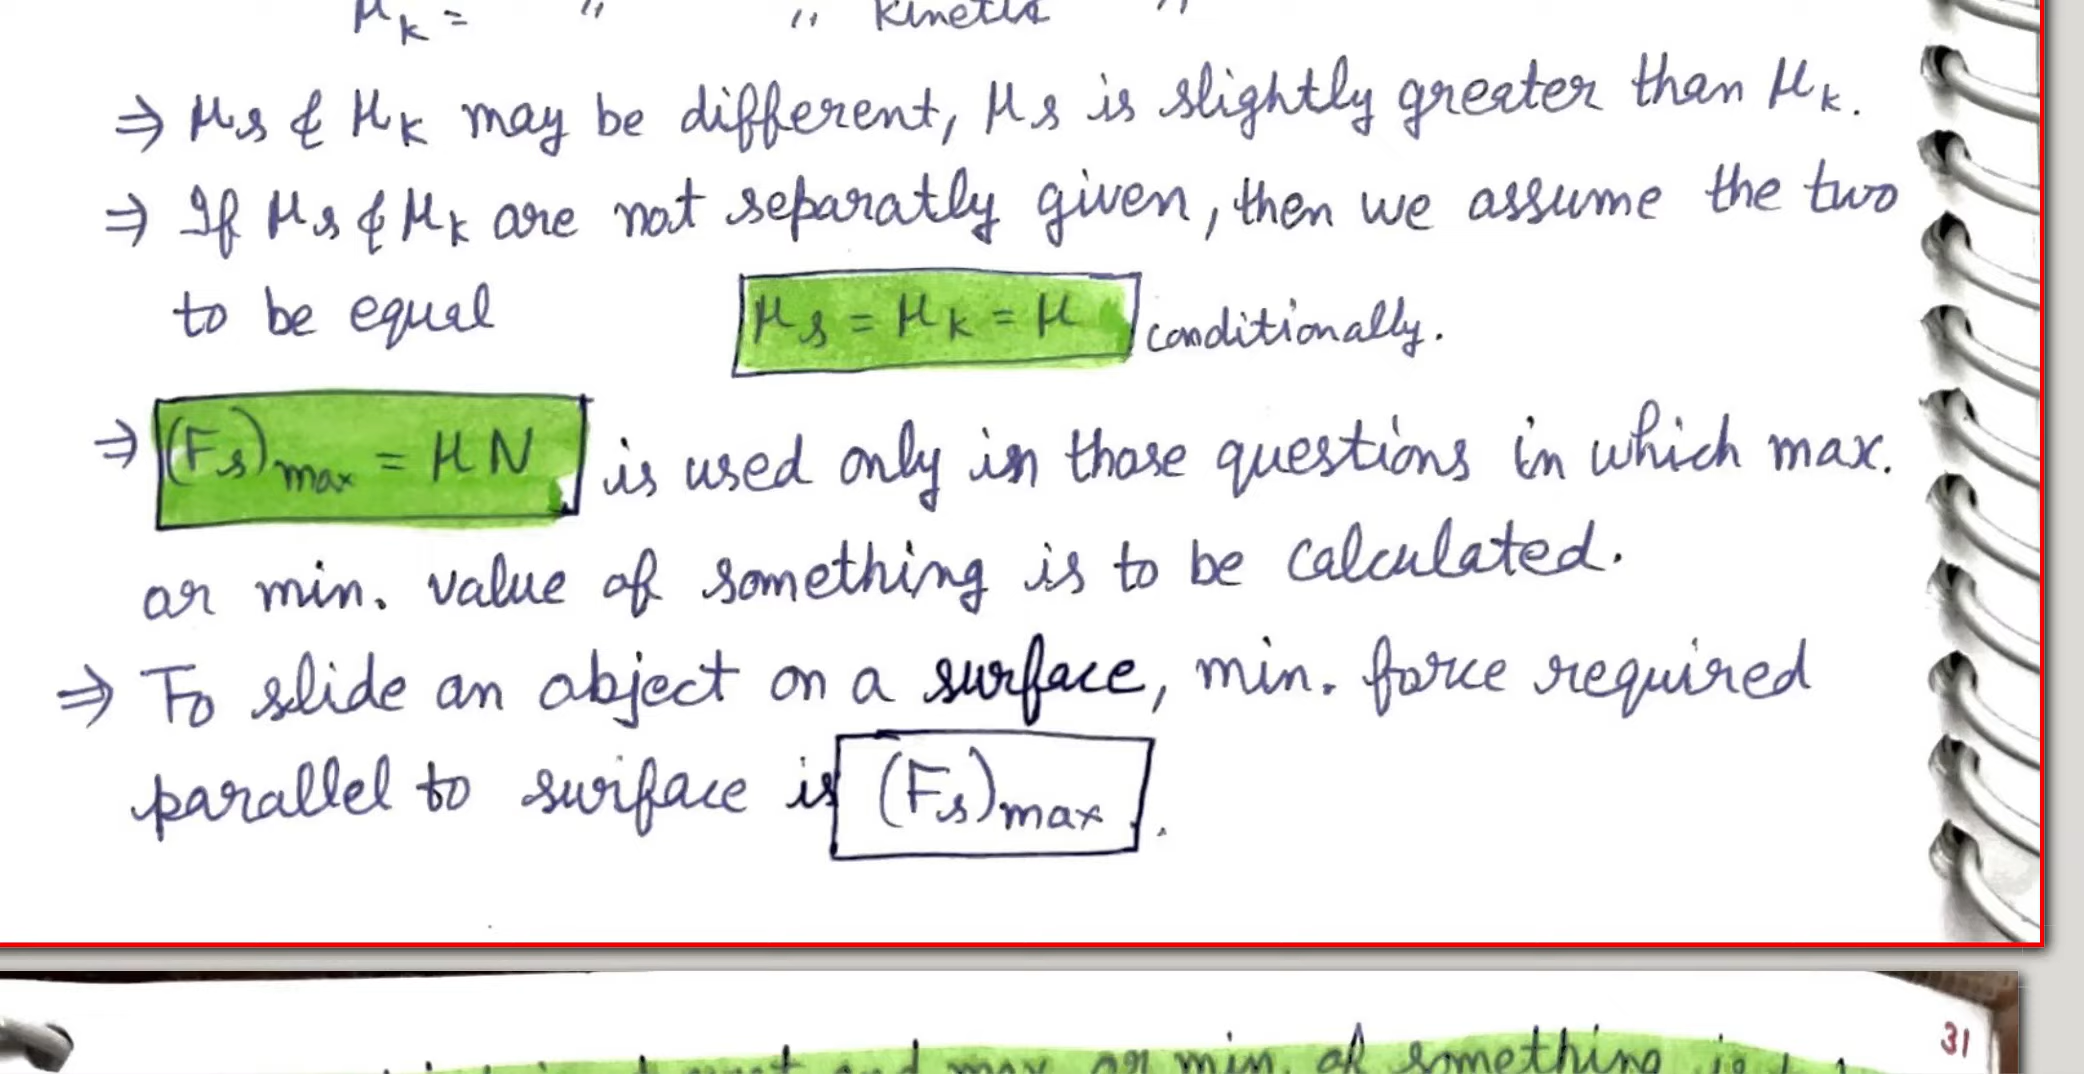 μk = " " Kinetic "
⇒ μs & μk may be different, μs is slightly greater than μk.
⇒ If μs & μk are not separatly given, then we assume the two
to be equal μs = μk = μ conditionally.
⇒ (Fs)max = μN is used only in those questions in which max.
or min. value of something is to be calculated.
⇒ To slide an object on a surface, min. force required
parallel to surface is (Fs)max.
31
and max or min. of something is